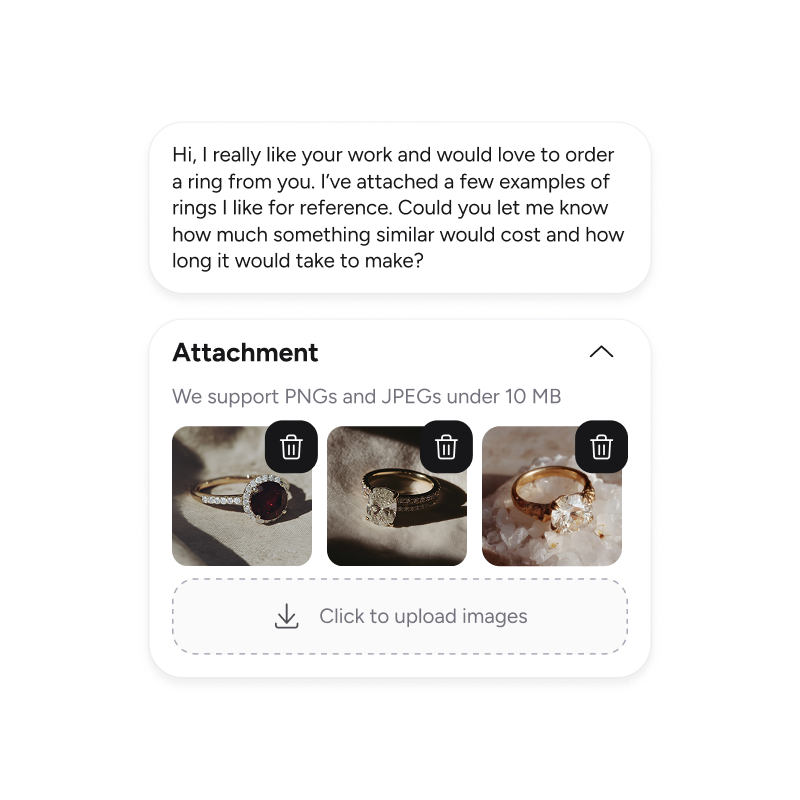 Hi, I really like your work and would love to order
a ring from you. I’ve attached a few examples of
rings I like for reference. Could you let me know
how much something similar would cost and how
long it would take to make?
Attachment
We support PNGs and JPEGs under 10 MB
Click to upload images